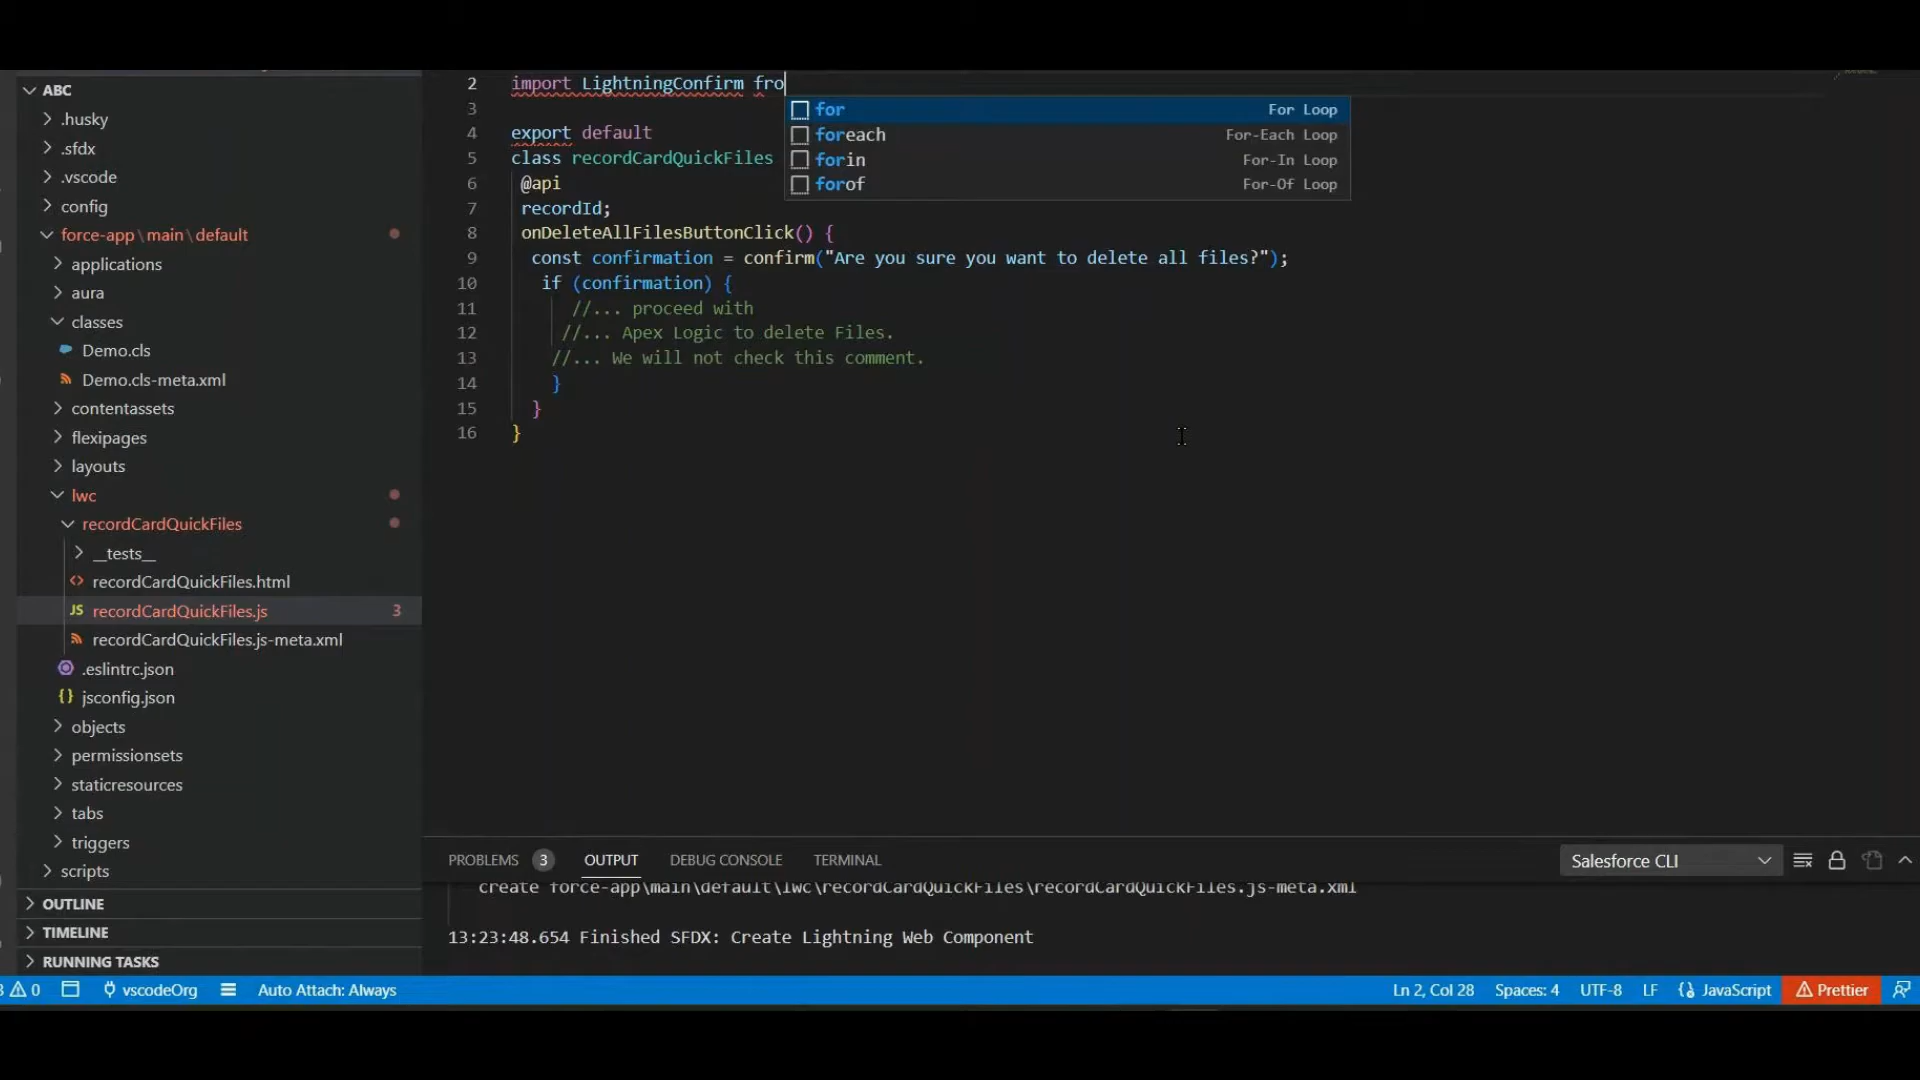 ABC
.husky
.sfdx
.vscode
config
force-app\main\default
applications
aura
classes
Demo.cls
Demo.cls-meta.xml
contentassets
flexipages
layouts
lwc
recordCardQuickFiles
__tests__
recordCardQuickFiles.html
JS recordCardQuickFiles.js 3
recordCardQuickFiles.js-meta.xml
.eslintrc.json
{} jsconfig.json
objects
permissionsets
staticresources
tabs
triggers
scripts
OUTLINE
TIMELINE
RUNNING TASKS
2 import LightningConfirm fro
3
for For Loop
foreach For-Each Loop
forin For-In Loop
forof For-Of Loop
4 export default
5 class recordCardQuickFiles
6 @api
7 recordId;
8 onDeleteAllFilesButtonClick() {
9 const confirmation = confirm("Are you sure you want to delete all files?");
10 if (confirmation) {
11 //... proceed with
12 //... Apex Logic to delete Files.
13 //... We will not check this comment.
14 }
15 }
16 }
PROBLEMS 3 OUTPUT DEBUG CONSOLE TERMINAL Salesforce CLI
create force-app\main\default\lwc\recordCardQuickFiles\recordCardQuickFiles.js-meta.xml
13:23:48.654 Finished SFDX: Create Lightning Web Component
0 vscodeOrg Auto Attach: Always Ln 2, Col 28 Spaces: 4 UTF-8 LF JavaScript Prettier